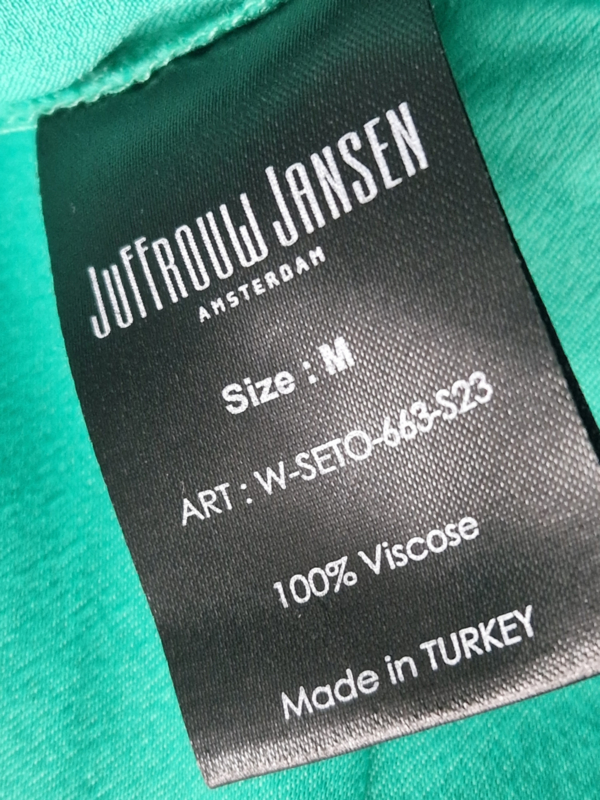 Juffrouw Jansen
AMSTERDAM
Size : M
ART : W-SETO-663-S23
100% Viscose
Made in TURKEY